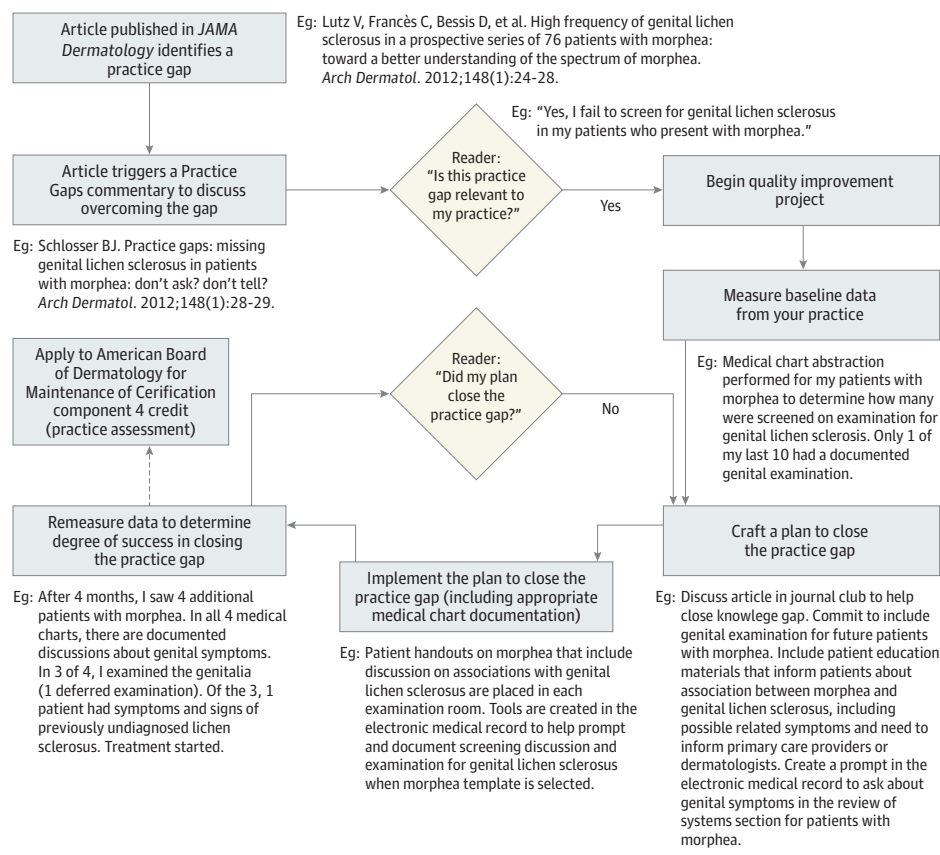 Article published in JAMA
Dermatology identifies a
practice gap
Eg: Lutz V, Francès C, Bessis D, et al. High frequency of genital lichen
sclerosus in a prospective series of 76 patients with morphea:
toward a better understanding of the spectrum of morphea.
Arch Dermatol. 2012;148(1):24-28.
Article triggers a Practice
Gaps commentary to discuss
overcoming the gap
Eg: Schlosser BJ. Practice gaps: missing
genital lichen sclerosus in patients
with morphea: don't ask? don't tell?
Arch Dermatol. 2012;148(1):28-29.
Reader:
“Is this practice
gap relevant to
my practice?”
Eg: “Yes, I fail to screen for genital lichen sclerosus
in my patients who present with morphea.”
Yes
Begin quality improvement
project
Measure baseline data
from your practice
Eg: Medical chart abstraction
performed for my patients with
morphea to determine how many
were screened on examination for
genital lichen sclerosis. Only 1 of
my last 10 had a documented
genital examination.
Apply to American Board
of Dermatology for
Maintenance of Cerification
component 4 credit
(practice assessment)
Reader:
“Did my plan
close the
practice gap?”
No
Craft a plan to close
the practice gap
Eg: Discuss article in journal club to help
close knowlege gap. Commit to include
genital examination for future patients
with morphea. Include patient education
materials that inform patients about
association between morphea and
genital lichen sclerosus, including
possible related symptoms and need to
inform primary care providers or
dermatologists. Create a prompt in the
electronic medical record to ask about
genital symptoms in the review of
systems section for patients with
morphea.
Implement the plan to close the
practice gap (including appropriate
medical chart documentation)
Eg: Patient handouts on morphea that include
discussion on associations with genital
lichen sclerosus are placed in each
examination room. Tools are created in the
electronic medical record to help prompt
and document screening discussion and
examination for genital lichen sclerosus
when morphea template is selected.
Remeasure data to determine
degree of success in closing
the practice gap
Eg: After 4 months, I saw 4 additional
patients with morphea. In all 4 medical
charts, there are documented
discussions about genital symptoms.
In 3 of 4, I examined the genitalia
(1 deferred examination). Of the 3, 1
patient had symptoms and signs of
previously undiagnosed lichen
sclerosus. Treatment started.